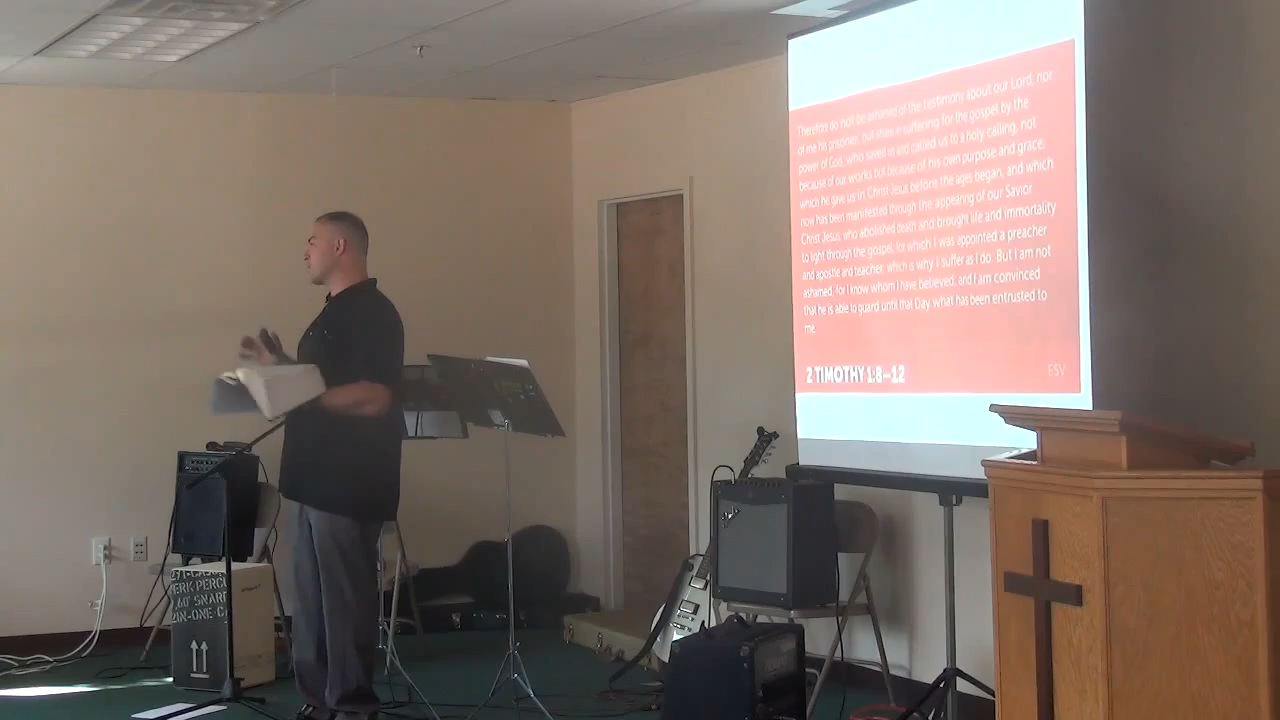 Therefore do not be ashamed of the testimony about our Lord, nor
of me his prisoner, but share in suffering for the gospel by the
power of God, who saved us and called us to a holy calling, not
because of our works but because of his own purpose and grace,
which he gave us in Christ Jesus before the ages began, and which
now has been manifested through the appearing of our Savior
Christ Jesus, who abolished death and brought life and immortality
to light through the gospel, for which I was appointed a preacher
and apostle and teacher, which is why I suffer as I do. But I am not
ashamed, for I know whom I have believed, and I am convinced
that he is able to guard until that Day what has been entrusted to
me.
2 TIMOTHY 1:8–12
ESV
Fender